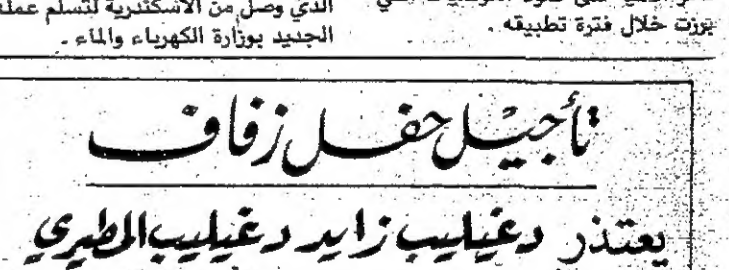 الذي وصل من الاسكندرية لتسلم عمله
برزت خلال فترة تطبيقه .
الجديد بوزارة الكهرباء والماء .
تأجيل حفل زفاف
يعتذر دغيليب زايد دغيليب المطيري